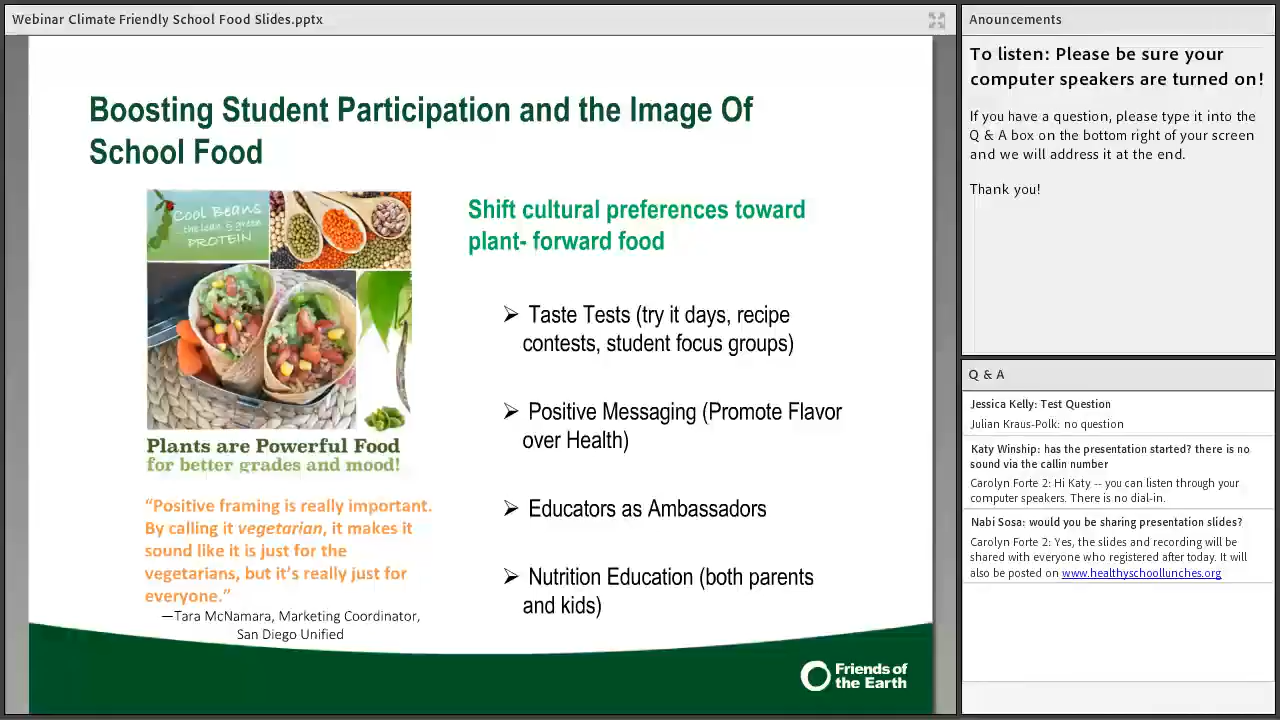 Webinar Climate Friendly School Food Slides.pptx
Boosting Student Participation and the Image Of
School Food
Cool Beans
the lean & green
PROTEIN
Plants are Powerful Food
for better grades and mood!
“Positive framing is really important.
By calling it vegetarian, it makes it
sound like it is just for the
vegetarians, but it’s really just for
everyone.”
—Tara McNamara, Marketing Coordinator,
San Diego Unified
Shift cultural preferences toward
plant- forward food
➢ Taste Tests (try it days, recipe
contests, student focus groups)
➢ Positive Messaging (Promote Flavor
over Health)
➢ Educators as Ambassadors
➢ Nutrition Education (both parents
and kids)
Friends of
the Earth
Anouncements
To listen: Please be sure your
computer speakers are turned on!
If you have a question, please type it into the
Q & A box on the bottom right of your screen
and we will address it at the end.
Thank you!
Q & A
Jessica Kelly: Test Question
Julian Kraus-Polk: no question
Katy Winship: has the presentation started? there is no
sound via the callin number
Carolyn Forte 2: Hi Katy -- you can listen through your
computer speakers. There is no dial-in.
Nabi Sosa: would you be sharing presentation slides?
Carolyn Forte 2: Yes, the slides and recording will be
shared with everyone who registered after today. It will
also be posted on www.healthyschoollunches.org